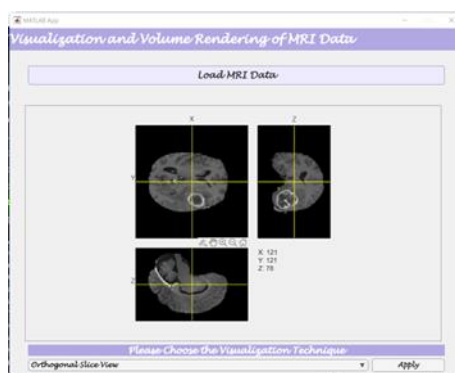 MATLAB App
Visualization and Volume Rendering of MRI Data
Load MRI Data
X
Z
Y
X: 121
Y: 121
Z: 78
Z
Please Choose the Visualization Technique
Orthogonal Slice View
Apply